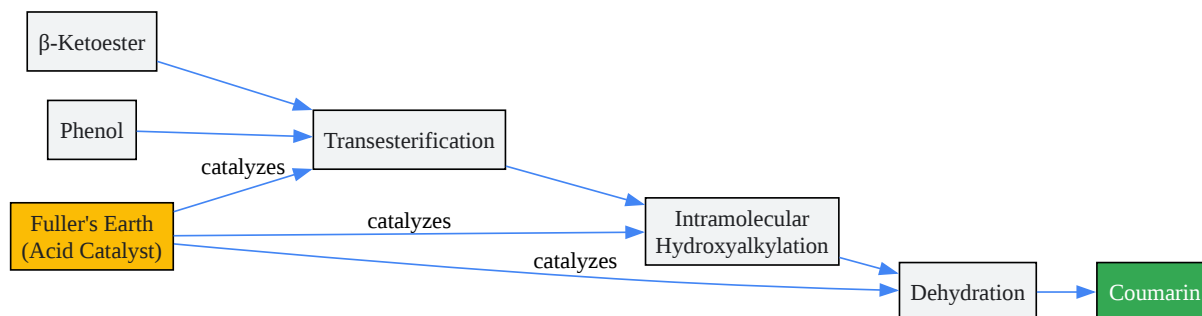 β-Ketoester
Phenol
Transesterification
catalyzes
Fuller's Earth
(Acid Catalyst)
catalyzes
Intramolecular
Hydroxyalkylation
catalyzes
Dehydration
Coumarin